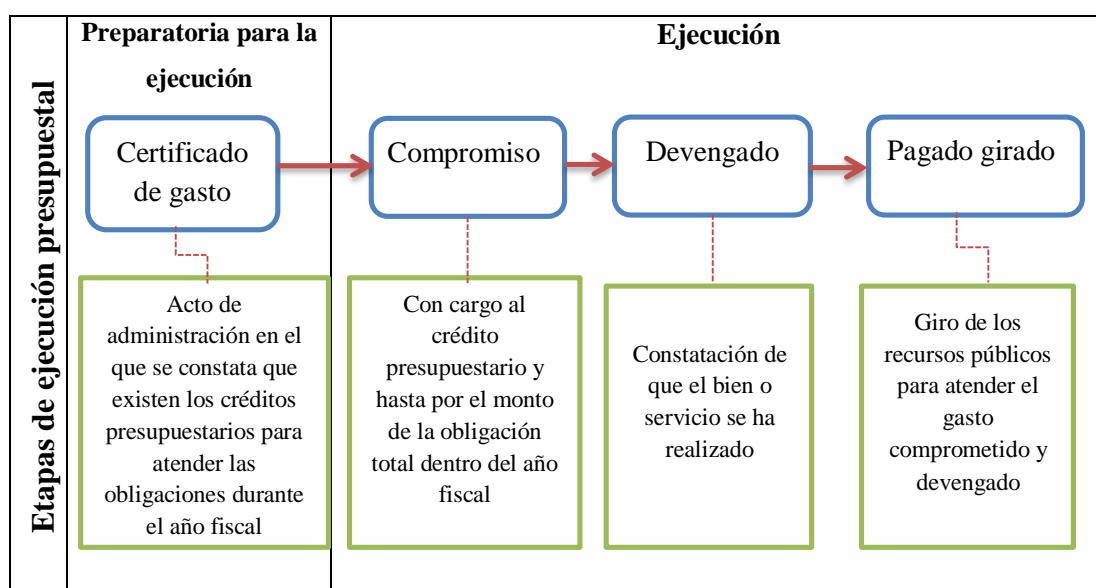 Etapas de ejecución presupuestal
Preparatoria para la
ejecución
Ejecución
Certificado
de gasto
Compromiso
Devengado
Pagado girado
Acto de
administración en el
que se constata que
existen los créditos
presupuestarios para
atender las
obligaciones durante
el año fiscal
Con cargo al
crédito
presupuestario y
hasta por el monto
de la obligación
total dentro del año
fiscal
Constatación de
que el bien o
servicio se ha
realizado
Giro de los
recursos públicos
para atender el
gasto
comprometido y
devengado